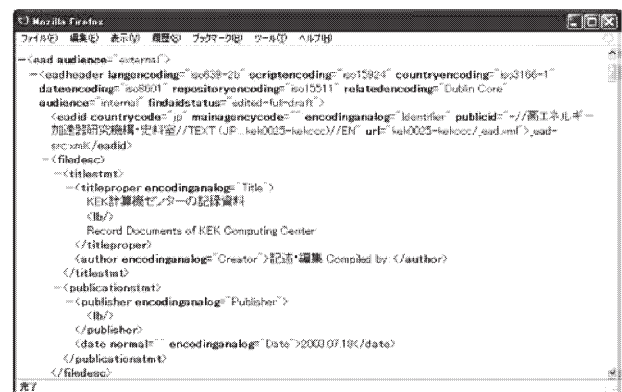 Mozilla Firefox
ファイル(F) 編集(E) 表示(V) 履歴(S) ブックマーク(B) ツール(T) ヘルプ(H)
－<ead audience="external">
－<eadheader langencoding="iso639-2b" scriptencoding="iso15924" countryencoding="iso3166-1"
dateencoding="iso8601" repositoryencoding="iso15511" relatedencoding="Dublin Core"
audience="internal" findaidstatus="edited-full-draft">
<eadid countrycode="jp" mainagencycode="" encodinganalog="Identifier" publicid="-//高エネルギー
加速器研究機構・史料室//TEXT (JP kek0025-kekccc)//EN" url="kek0025-kekccc/_ead.xml">_ead-
src.xml</eadid>
－<filedesc>
－<titlestmt>
－<titleproper encodinganalog="Title">
KEK計算機センターの記録資料
<lb/>
Record Documents of KEK Computing Center
</titleproper>
<author encodinganalog="Creator">記述・編集 Compiled by: </author>
</titlestmt>
－<publicationstmt>
－<publisher encodinganalog="Publisher">
<lb/>
</publisher>
<date normal="" encodinganalog="Date">2008.07.18</date>
</publicationstmt>
</filedesc>
完了